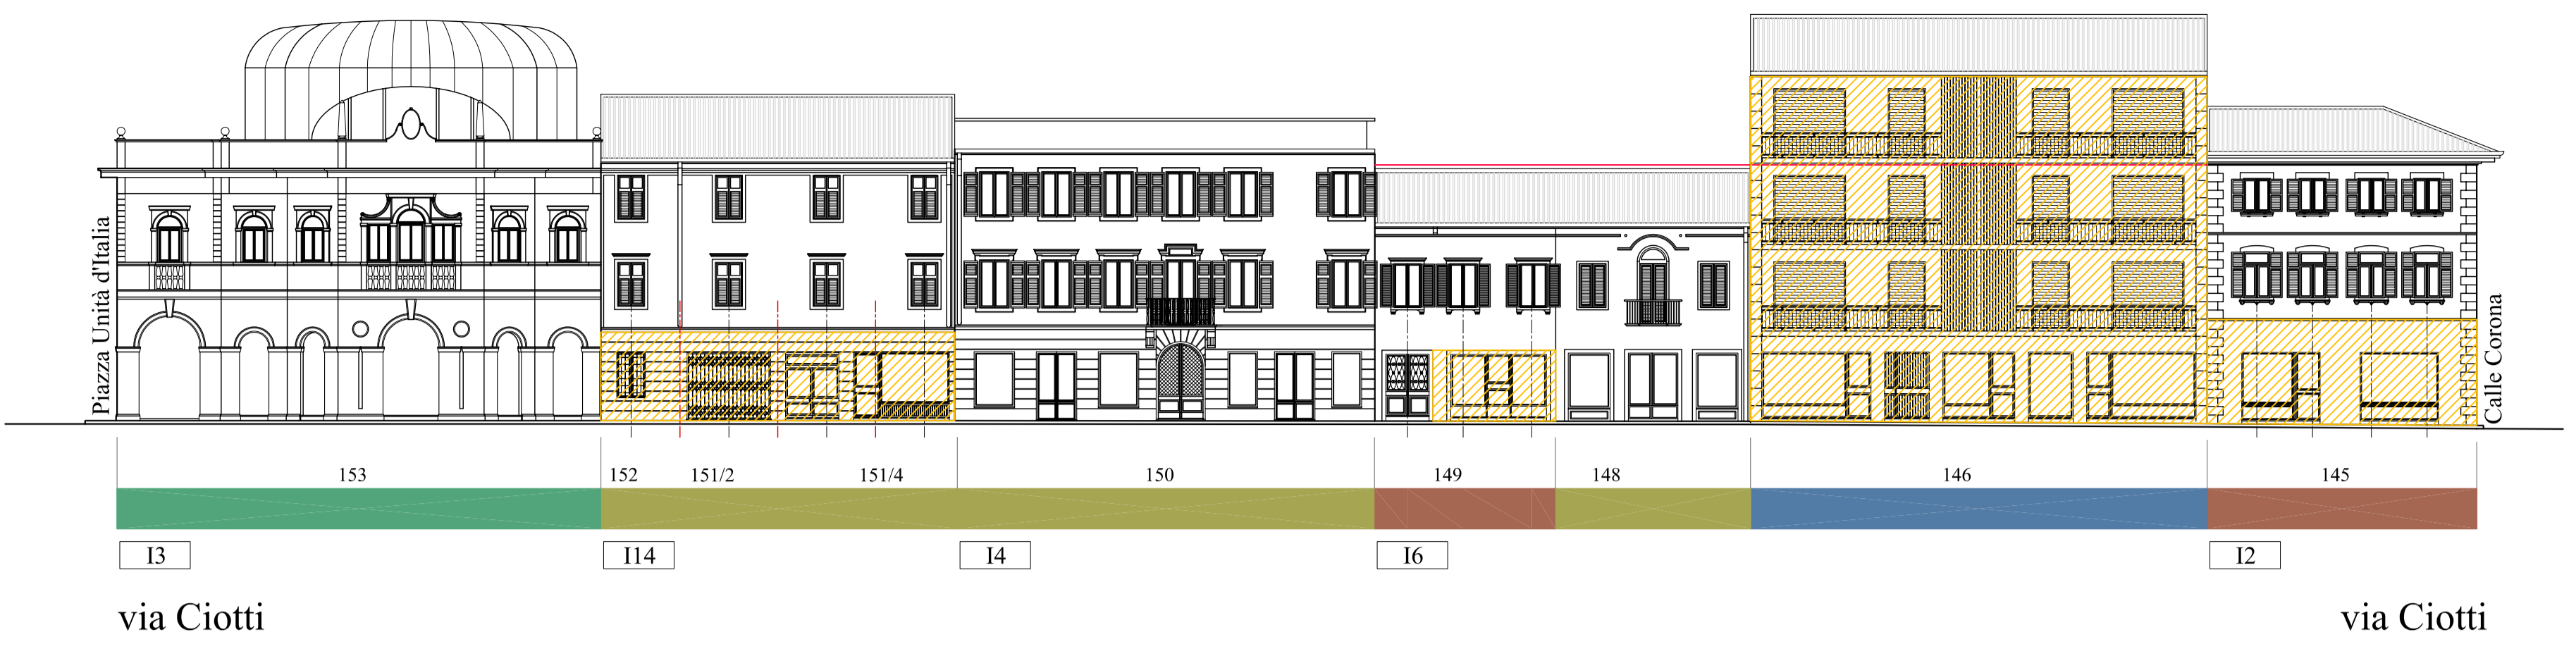 Piazza Unità d'Italia
Calle Corona
153 152 151/2 151/4 150 149 148 146 145
I3 I14 I4 I6 I2
via Ciotti via Ciotti